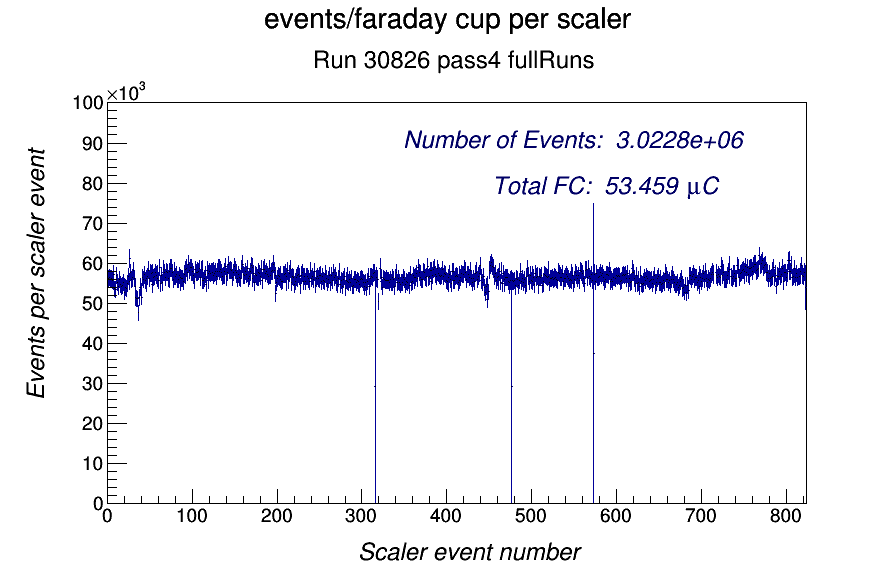 events/faraday cup per scaler
Run 30826 pass4 fullRuns
×10³
100
90
80
70
60
50
40
30
20
10
0
Events per scaler event
Number of Events: 3.0228e+06
Total FC: 53.459 μC
0 100 200 300 400 500 600 700 800
Scaler event number